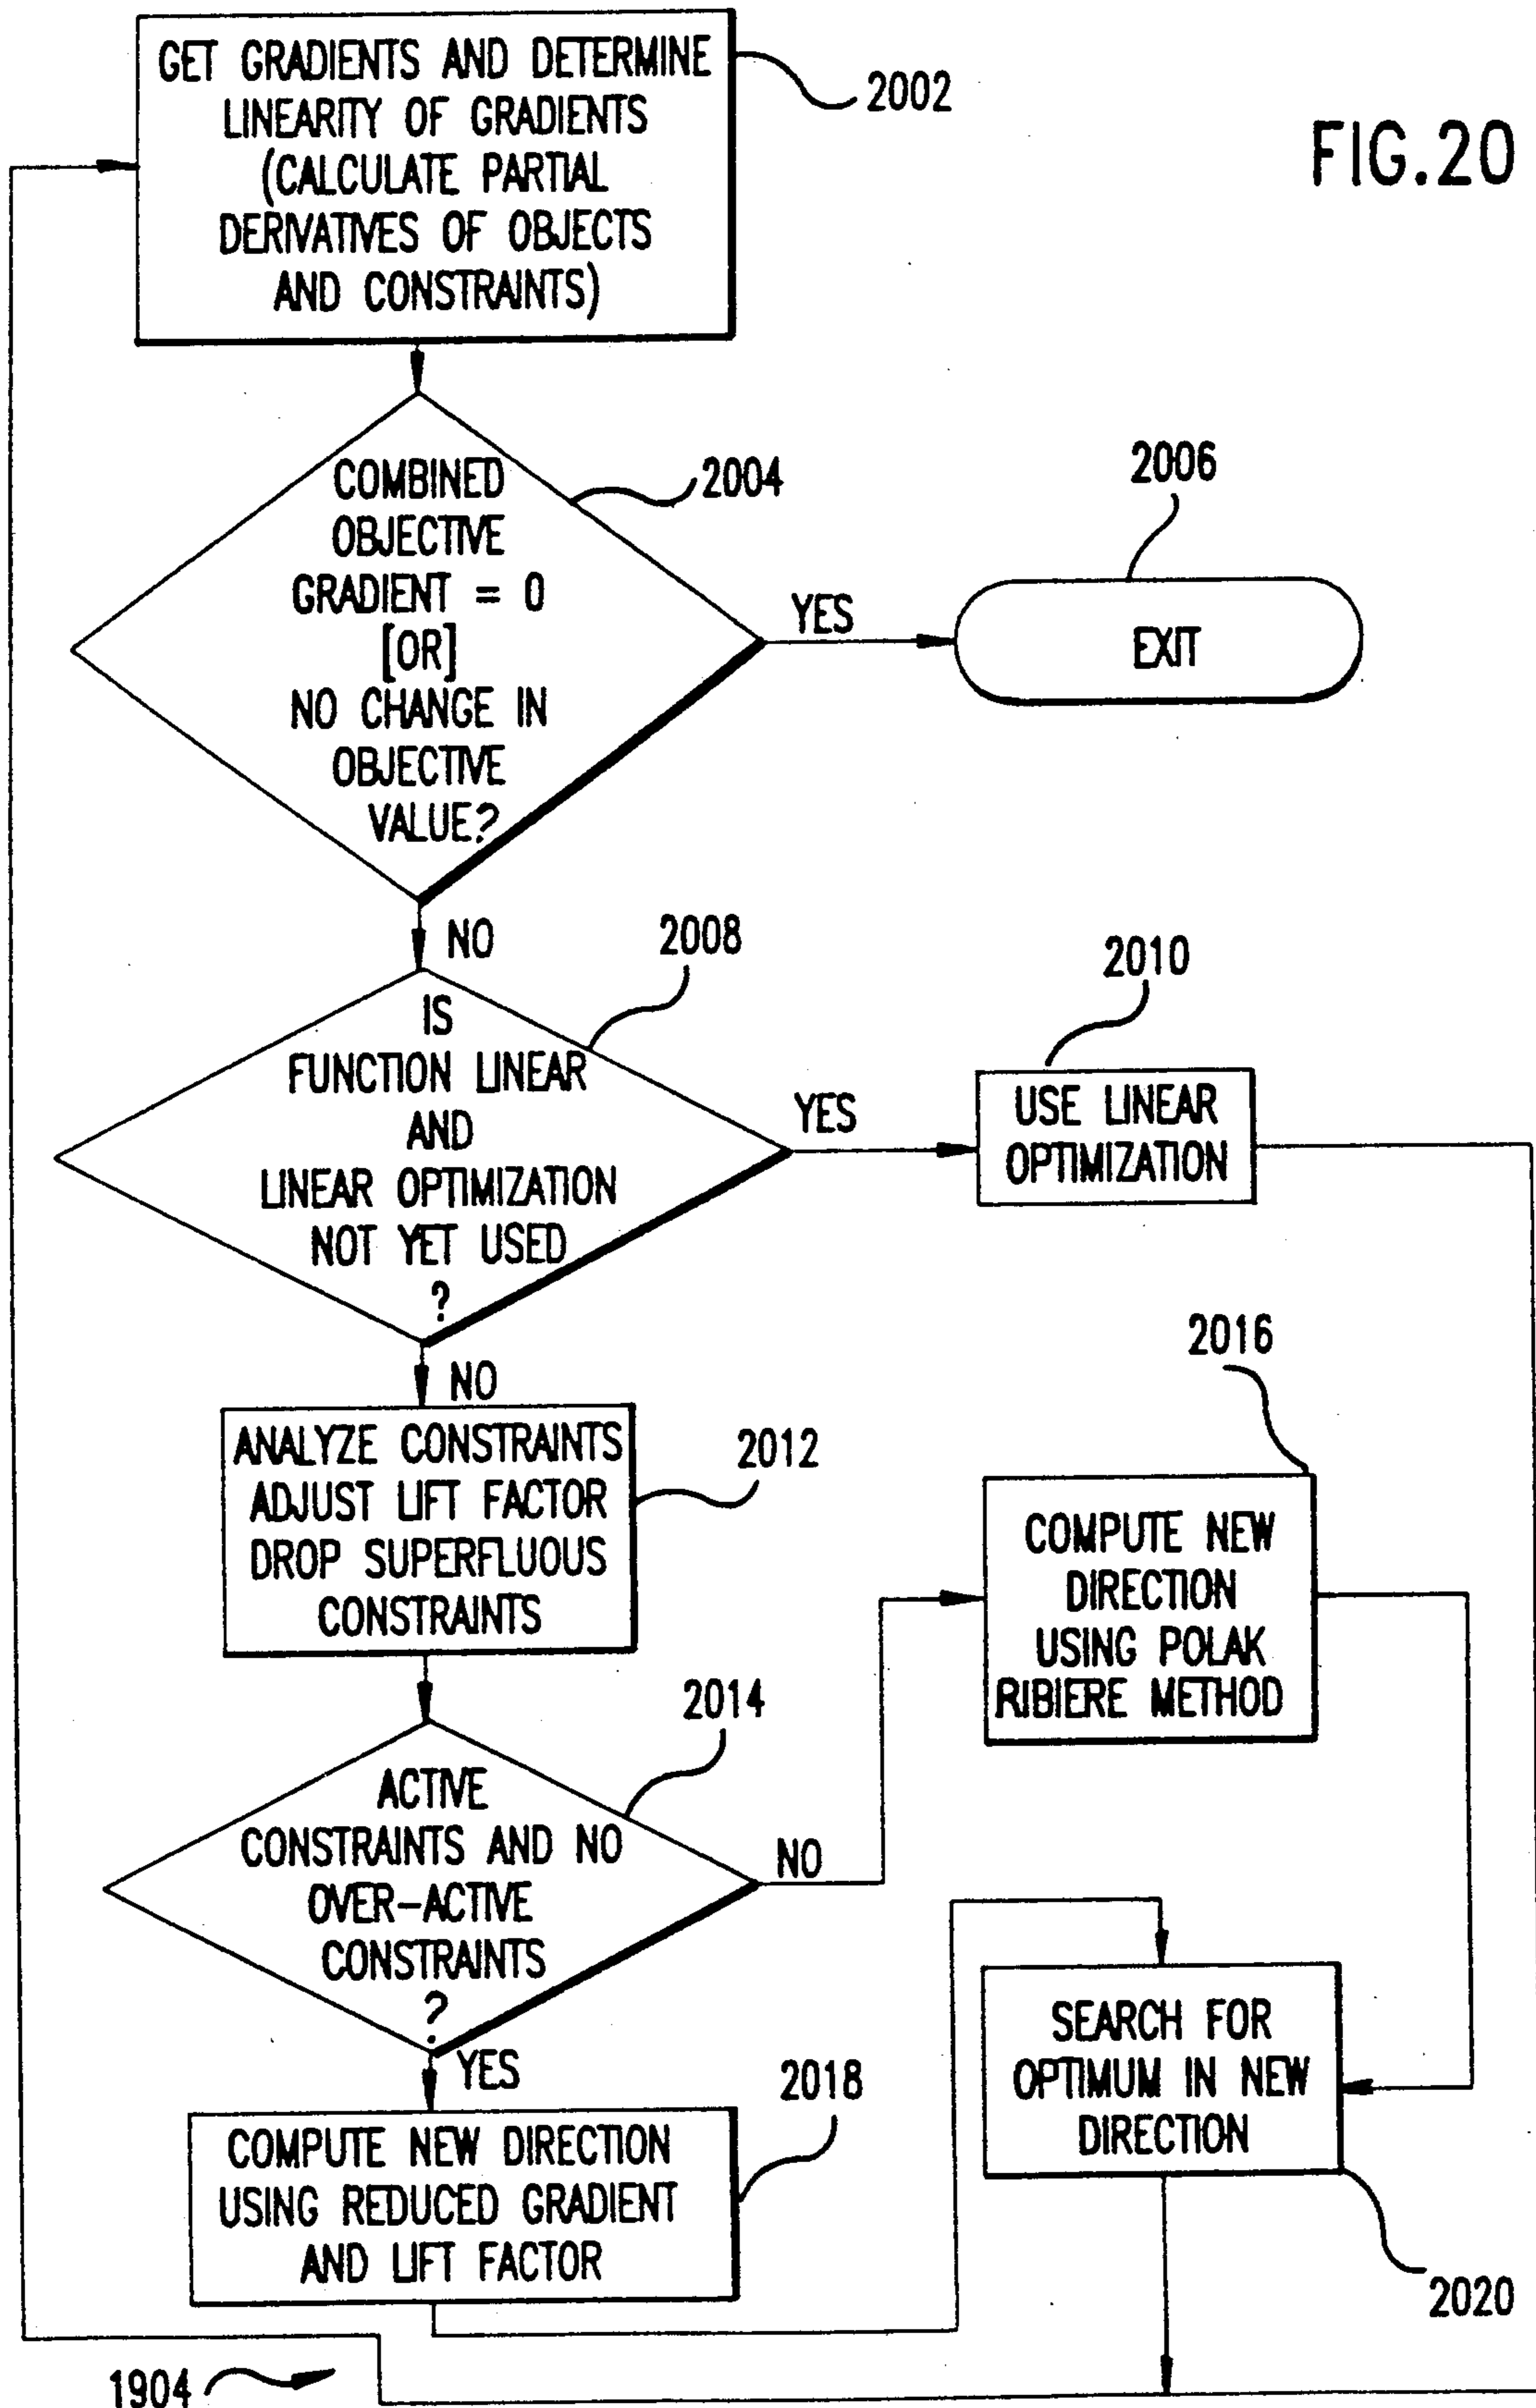 GET GRADIENTS AND DETERMINE
LINEARITY OF GRADIENTS
(CALCULATE PARTIAL
DERIVATIVES OF OBJECTS
AND CONSTRAINTS)
2002
FIG.20
COMBINED
OBJECTIVE
GRADIENT = 0
[OR]
NO CHANGE IN
OBJECTIVE
VALUE?
2004
YES
2006
EXIT
NO
IS
FUNCTION LINEAR
AND
LINEAR OPTIMIZATION
NOT YET USED
?
2008
YES
2010
USE LINEAR
OPTIMIZATION
NO
ANALYZE CONSTRAINTS
ADJUST LIFT FACTOR
DROP SUPERFLUOUS
CONSTRAINTS
2012
2016
COMPUTE NEW
DIRECTION
USING POLAK
RIBIERE METHOD
ACTIVE
CONSTRAINTS AND NO
OVER-ACTIVE
CONSTRAINTS
?
2014
NO
YES
SEARCH FOR
OPTIMUM IN NEW
DIRECTION
2020
COMPUTE NEW DIRECTION
USING REDUCED GRADIENT
AND LIFT FACTOR
2018
1904